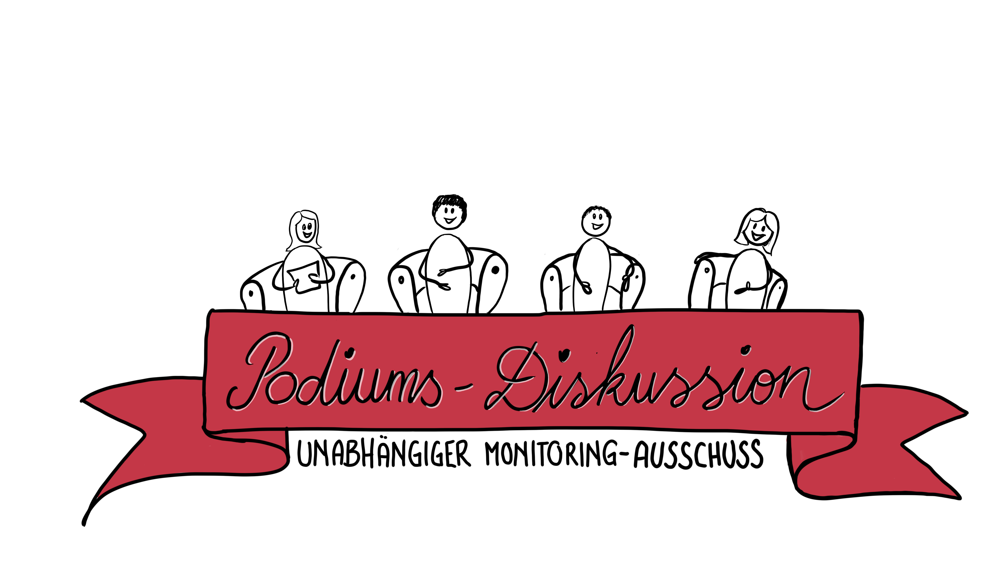 Podiums - Diskussion
UNABHÄNGIGER MONITORING-AUSSCHUSS